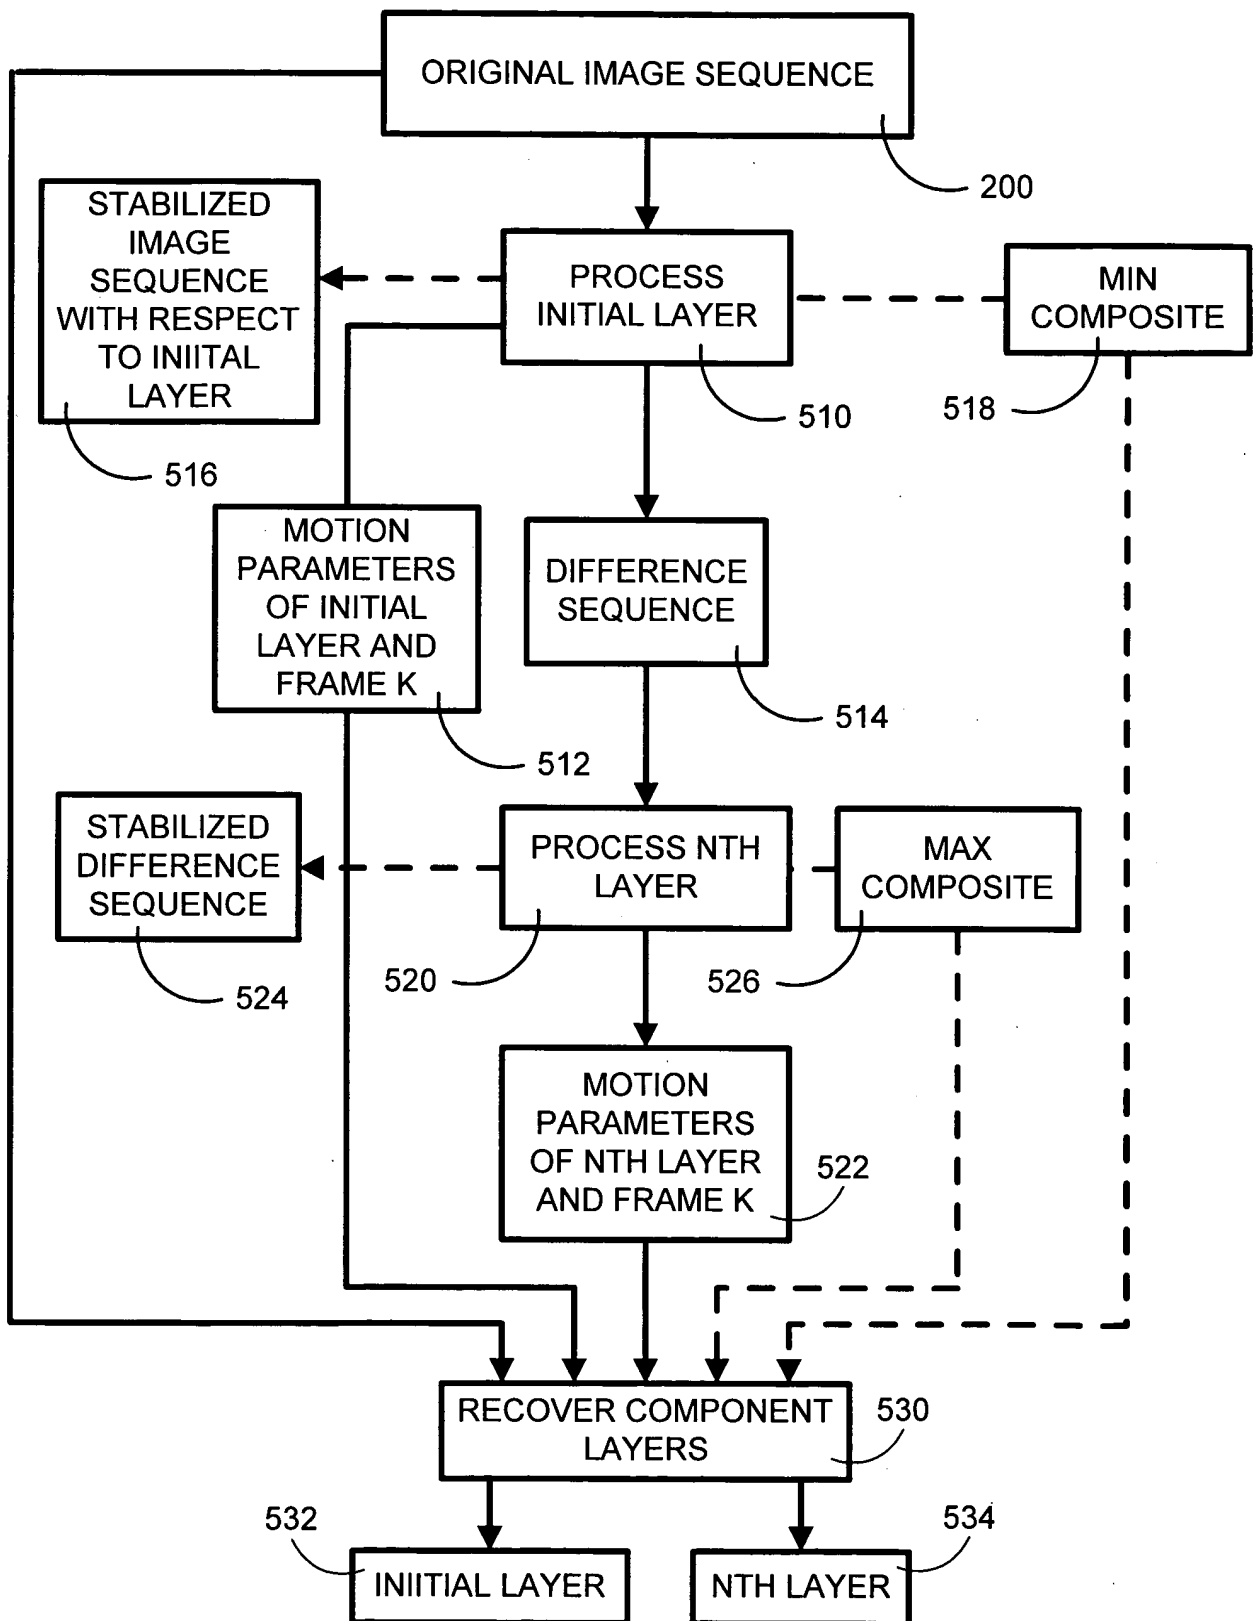 ORIGINAL IMAGE SEQUENCE
200
STABILIZED
IMAGE
SEQUENCE
WITH RESPECT
TO INIITAL
LAYER
516
PROCESS
INITIAL LAYER
510
MIN
COMPOSITE
518
MOTION
PARAMETERS
OF INITIAL
LAYER AND
FRAME K
512
DIFFERENCE
SEQUENCE
514
STABILIZED
DIFFERENCE
SEQUENCE
524
PROCESS NTH
LAYER
520
MAX
COMPOSITE
526
MOTION
PARAMETERS
OF NTH LAYER
AND FRAME K
522
RECOVER COMPONENT
LAYERS
530
532
INIITIAL LAYER
534
NTH LAYER